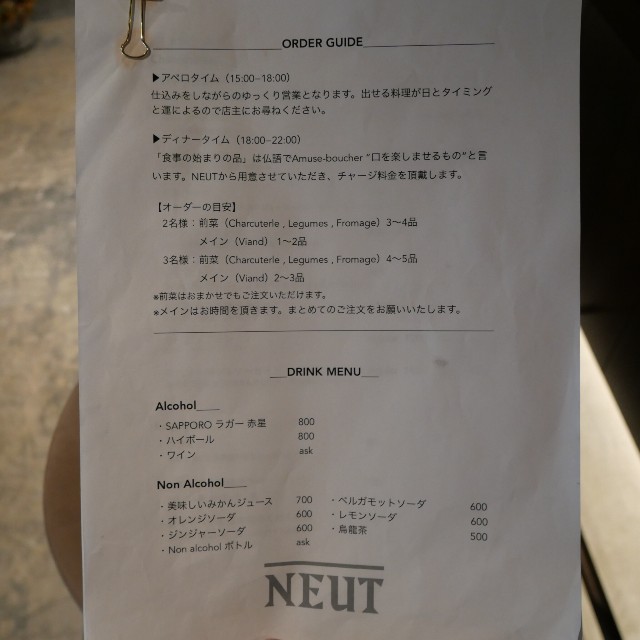 ORDER GUIDE
▶アペロタイム（15:00–18:00）
仕込みをしながらのゆっくり営業となります。出せる料理が日とタイミング
と運によるので店主にお尋ねください。
▶ディナータイム（18:00–22:00）
「食事の始まりの品」は仏語でAmuse-boucher “口を楽しませるもの”と言
います。NEUTから用意させていただき、チャージ料金を頂戴します。
【オーダーの目安】
2名様：前菜（Charcuterle , Legumes , Fromage）3〜4品
メイン（Viand） 1〜2品
3名様：前菜（Charcuterle , Legumes , Fromage）4〜5品
メイン（Viand）2〜3品
※前菜はおまかせでもご注文いただけます。
※メインはお時間を頂きます。まとめてのご注文をお願いいたします。
DRINK MENU
Alcohol
・SAPPORO ラガー 赤星 800
・ハイボール 800
・ワイン ask
Non Alcohol
・美味しいみかんジュース 700
・オレンジソーダ 600
・ジンジャーソーダ 600
・Non alcohol ボトル ask
・ベルガモットソーダ 600
・レモンソーダ 600
・烏龍茶 500
NEUT